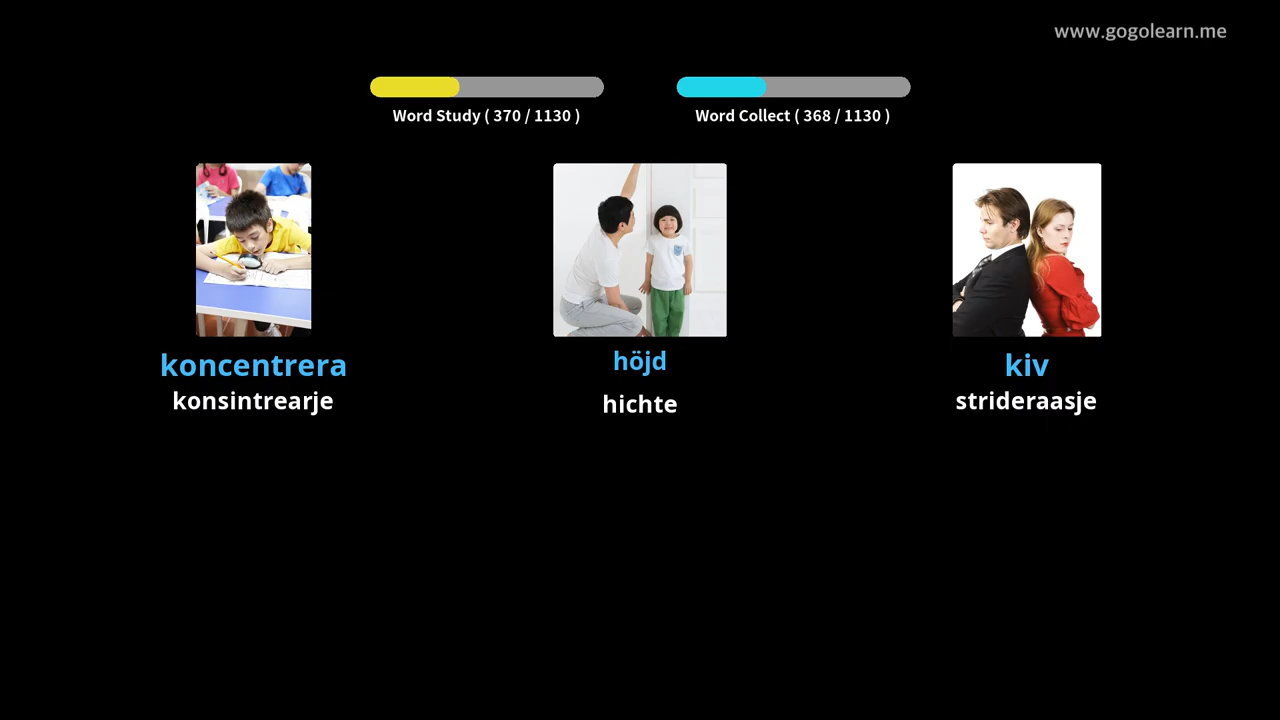 www.gogolearn.me
Word Study ( 370 / 1130 )
Word Collect ( 368 / 1130 )
koncentrera
konsintrearje
höjd
hichte
kiv
strideraasje